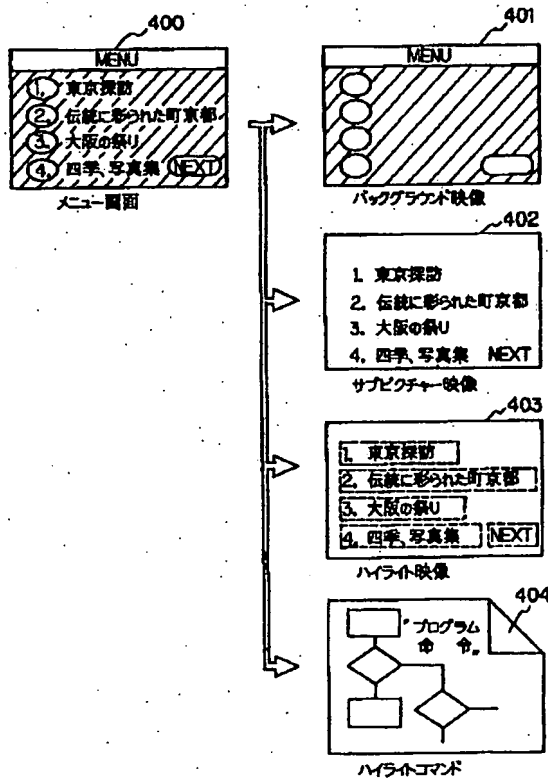 400
MENU
1. 東京探訪
2. 伝統に彩られた町京都
3. 大阪の祭り
4. 四季、写真集 NEXT
メニュー画面
401
MENU
バックグラウンド映像
402
1. 東京探訪
2. 伝統に彩られた町京都
3. 大阪の祭り
4. 四季、写真集 NEXT
サブピクチャー映像
403
1. 東京探訪
2. 伝統に彩られた町京都
3. 大阪の祭り
4. 四季、写真集 NEXT
ハイライト映像
404
"プログラム
命 令"
ハイライトコマンド